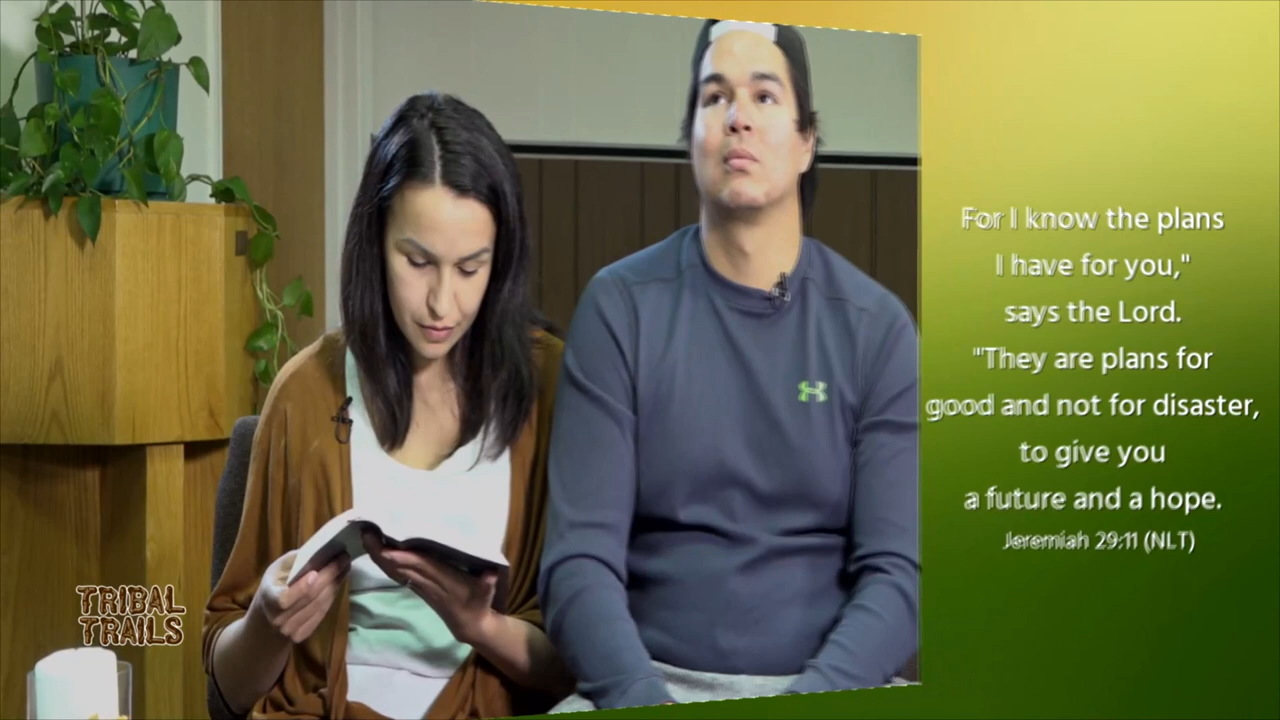 For I know the plans
I have for you,"
says the Lord.
"They are plans for
good and not for disaster,
to give you
a future and a hope.
Jeremiah 29:11 (NLT)
TRIBAL
TRAILS